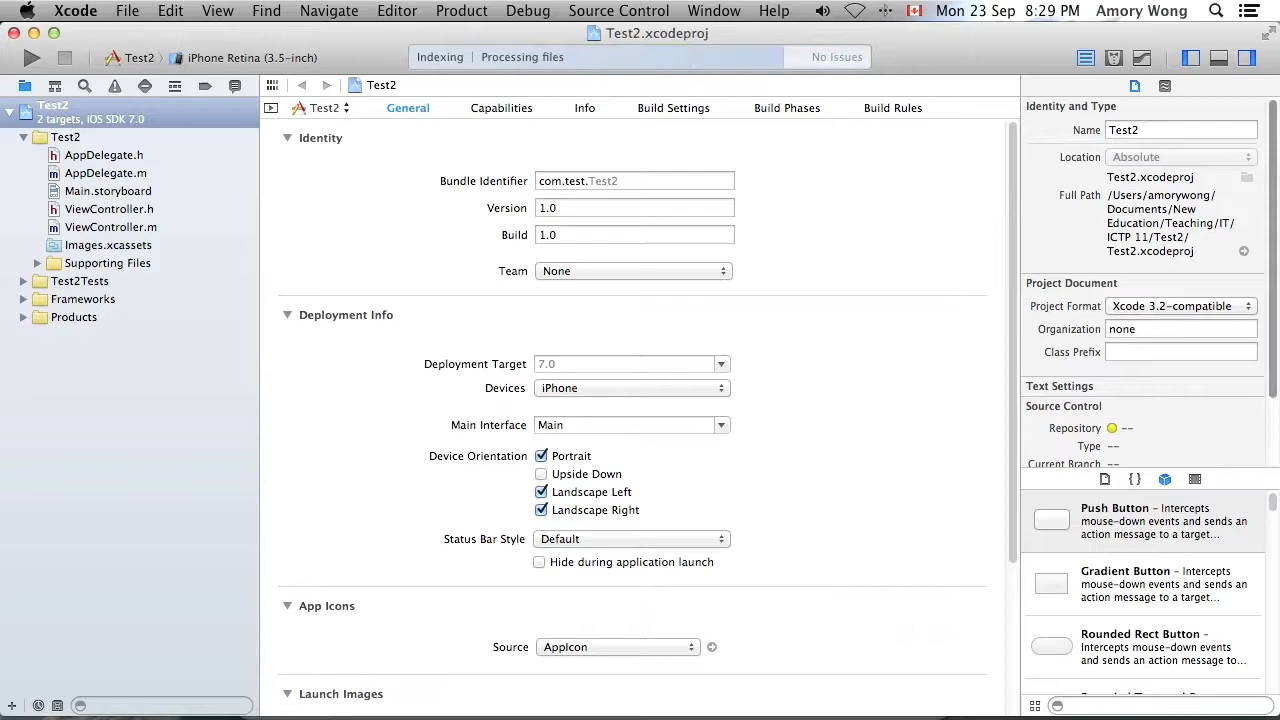 Xcode File Edit View Find Navigate Editor Product Debug Source Control Window Help Mon 23 Sep 8:29 PM Amory Wong
Test2.xcodeproj
Test2 iPhone Retina (3.5-inch) Indexing Processing files No Issues
Test2
Test2
2 targets, iOS SDK 7.0
Test2
AppDelegate.h
AppDelegate.m
Main.storyboard
ViewController.h
ViewController.m
Images.xcassets
Supporting Files
Test2Tests
Frameworks
Products
Test2 General Capabilities Info Build Settings Build Phases Build Rules
Identity
Bundle Identifier com.test.Test2
Version 1.0
Build 1.0
Team None
Deployment Info
Deployment Target 7.0
Devices iPhone
Main Interface Main
Device Orientation Portrait
Upside Down
Landscape Left
Landscape Right
Status Bar Style Default
Hide during application launch
App Icons
Source AppIcon
Launch Images
Identity and Type
Name Test2
Location Absolute
Test2.xcodeproj
Full Path /Users/amorywong/
Documents/New
Education/Teaching/IT/
ICTP 11/Test2/
Test2.xcodeproj
Project Document
Project Format Xcode 3.2-compatible
Organization none
Class Prefix
Text Settings
Source Control
Repository --
Type --
Current Branch --
Push Button – Intercepts
mouse-down events and sends an
action message to a target...
Gradient Button – Intercepts
mouse-down events and sends an
action message to a target...
Rounded Rect Button –
Intercepts mouse-down events
and sends an action message to...